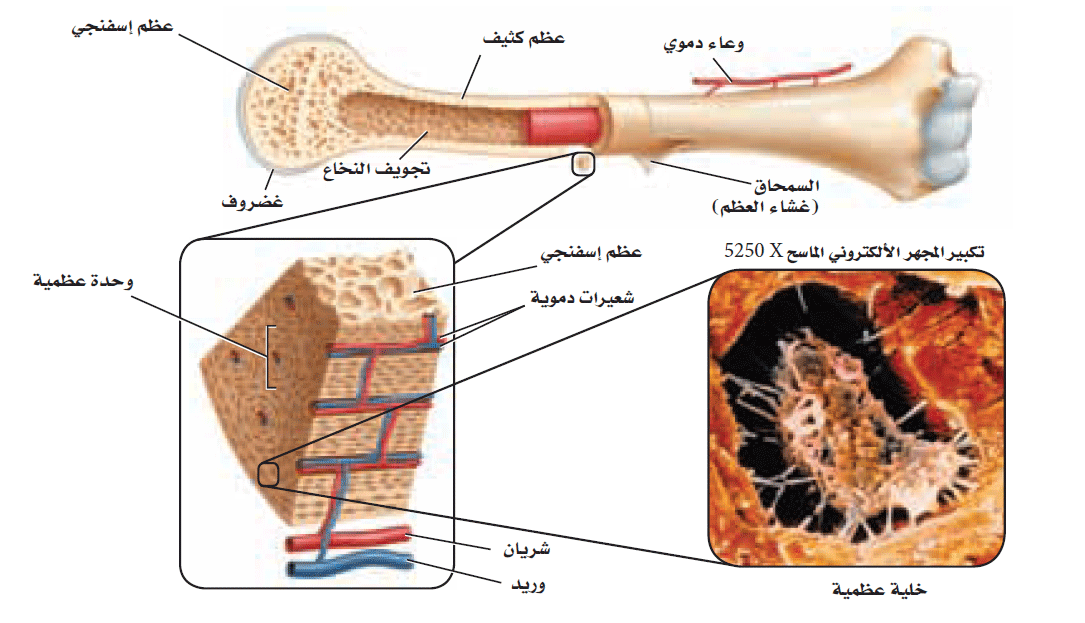 عظم إسفنجي
عظم كثيف
وعاء دموي
تجويف النخاع
غضروف
السمحاق
(غشاء العظم)
عظم إسفنجي
تكبير المجهر الألكتروني الماسح 5250 X
وحدة عظمية
شعيرات دموية
شريان
وريد
خلية عظمية